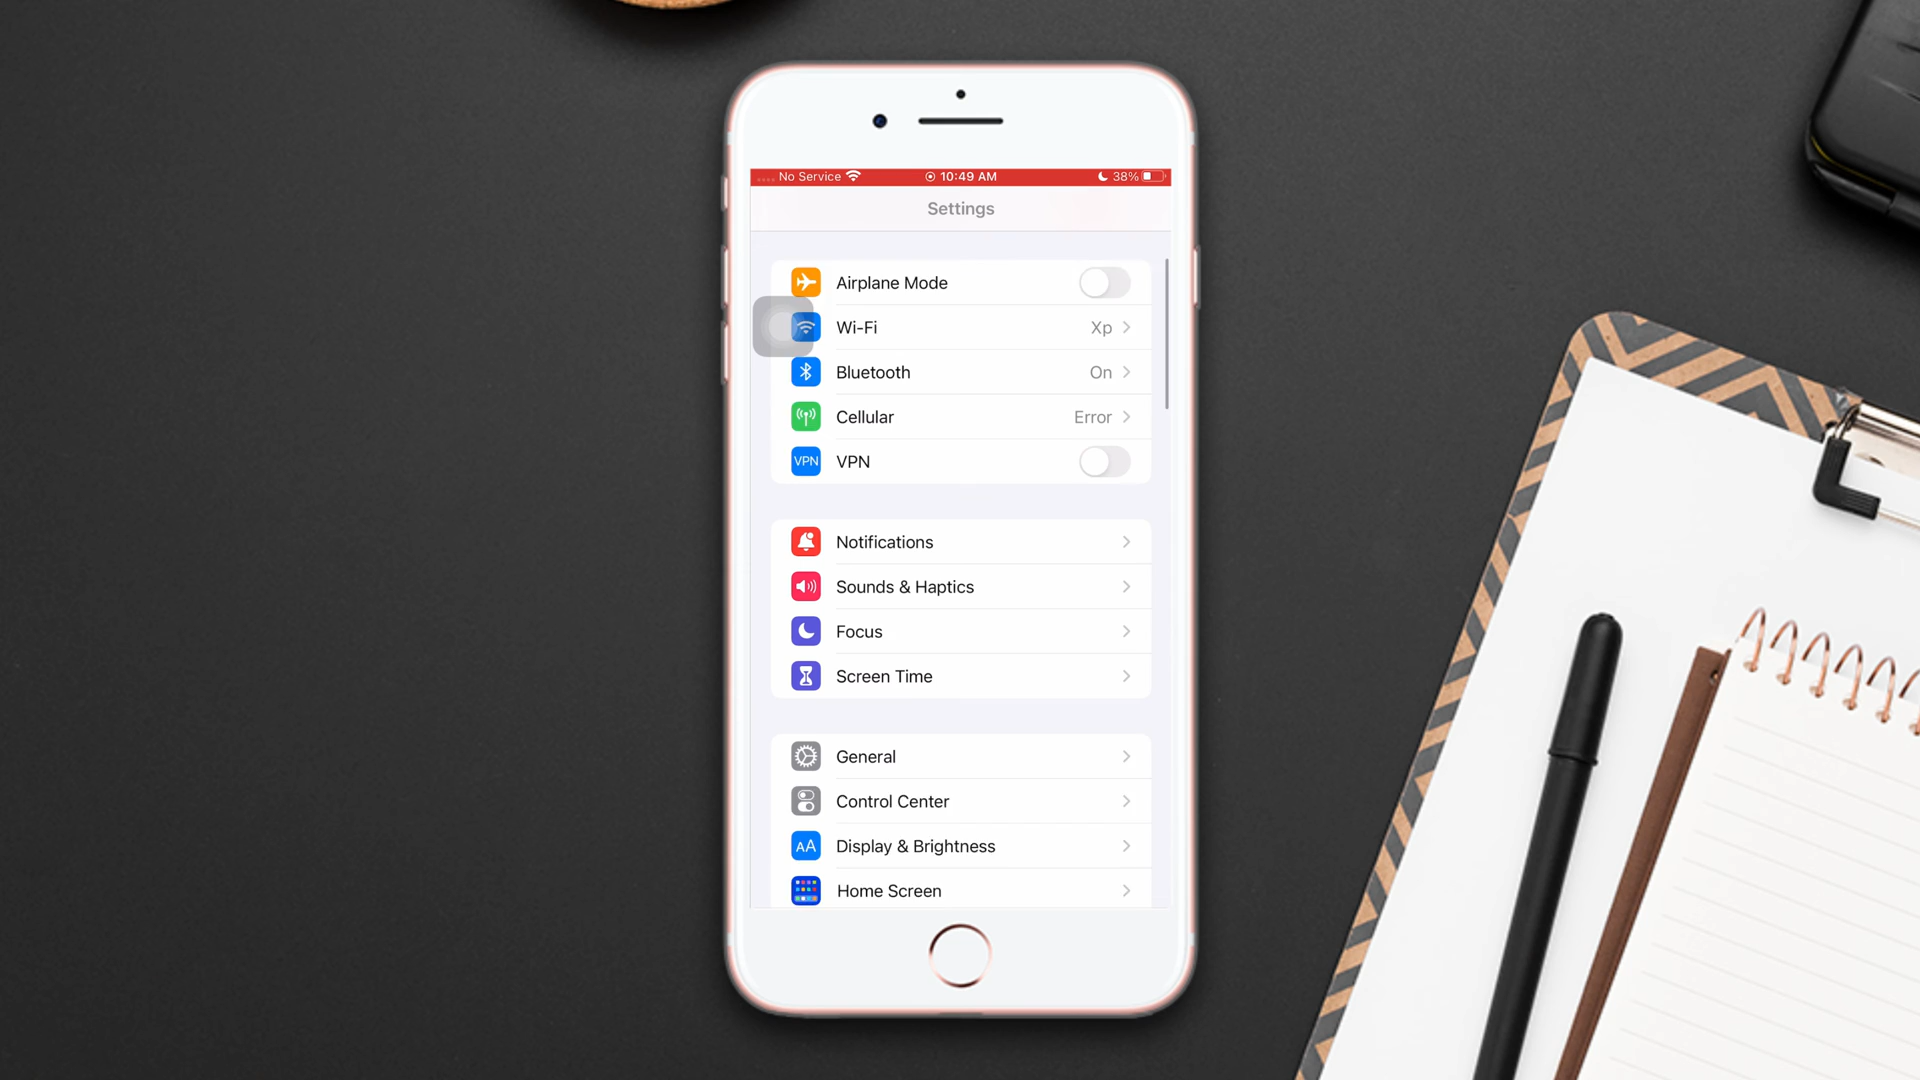 No Service 10:49 AM 38%
Settings
Airplane Mode
Wi-Fi Xp
Bluetooth On
Cellular Error
VPN VPN
Notifications
Sounds & Haptics
Focus
Screen Time
General
Control Center
AA Display & Brightness
Home Screen